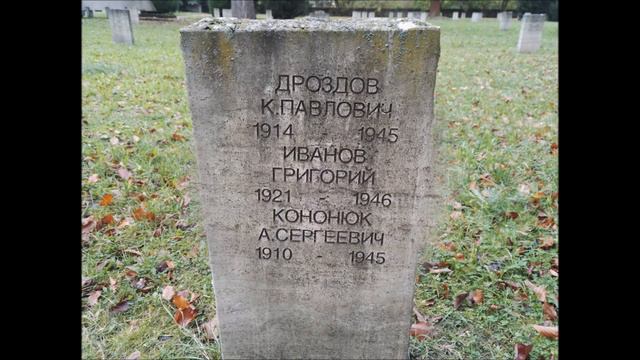 ДРОЗДОВ
К.ПАВЛОВИЧ
1914 - 1945
ИВАНОВ
ГРИГОРИЙ
1921 - 1946
КОНОНЮК
А.СЕРГЕЕВИЧ
1910 - 1945